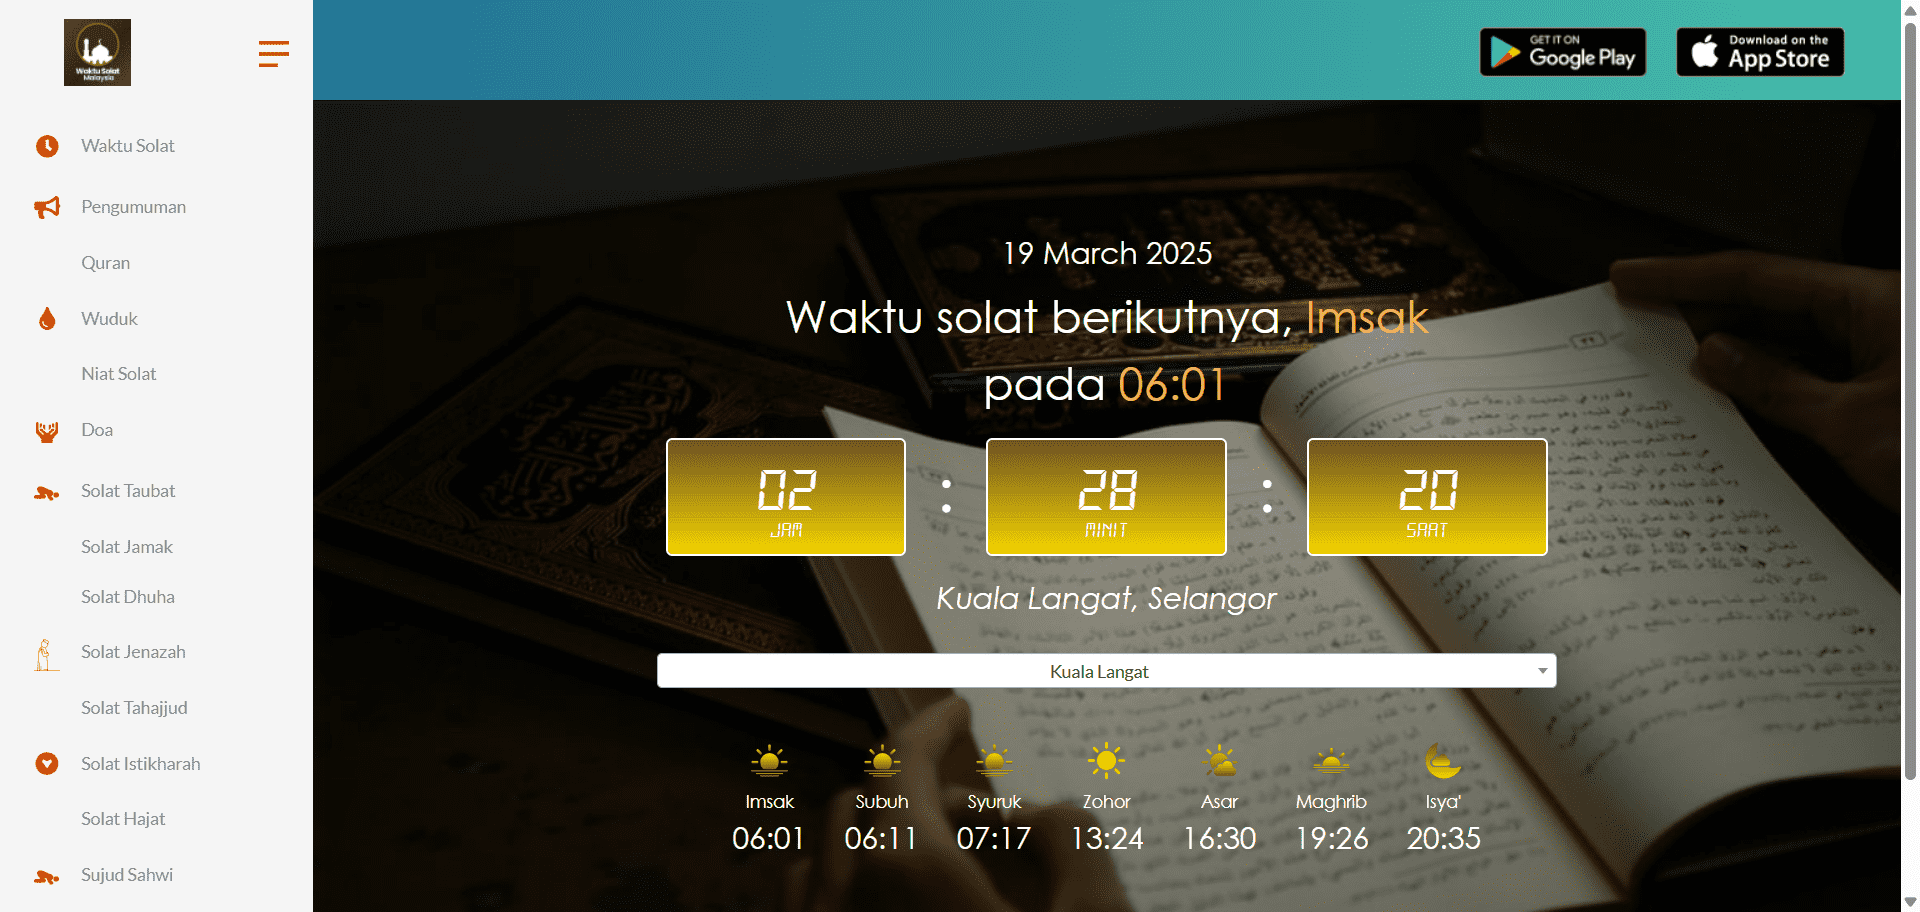 Waktu Solat
Malaysia
GET IT ON
Google Play
Download on the
App Store
Waktu Solat
Pengumuman
Quran
Wuduk
Niat Solat
Doa
Solat Taubat
Solat Jamak
Solat Dhuha
Solat Jenazah
Solat Tahajjud
Solat Istikharah
Solat Hajat
Sujud Sahwi
19 March 2025
Waktu solat berikutnya, Imsak
pada 06:01
02 : 28 : 20
JAM MINIT SAAT
Kuala Langat, Selangor
Kuala Langat
Imsak Subuh Syuruk Zohor Asar Maghrib Isya'
06:01 06:11 07:17 13:24 16:30 19:26 20:35